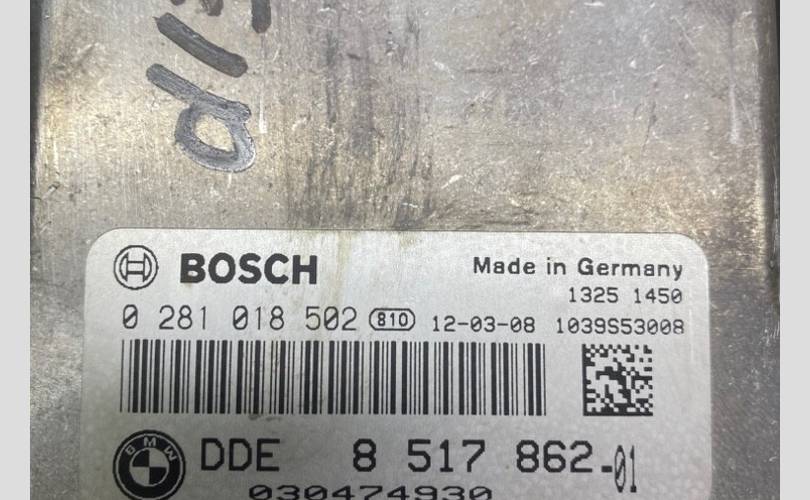 BOSCH
Made in Germany
1325 1450
0 281 018 502 810 12-03-08 1039S53008
BMW
DDE 8 517 862-01
030474930